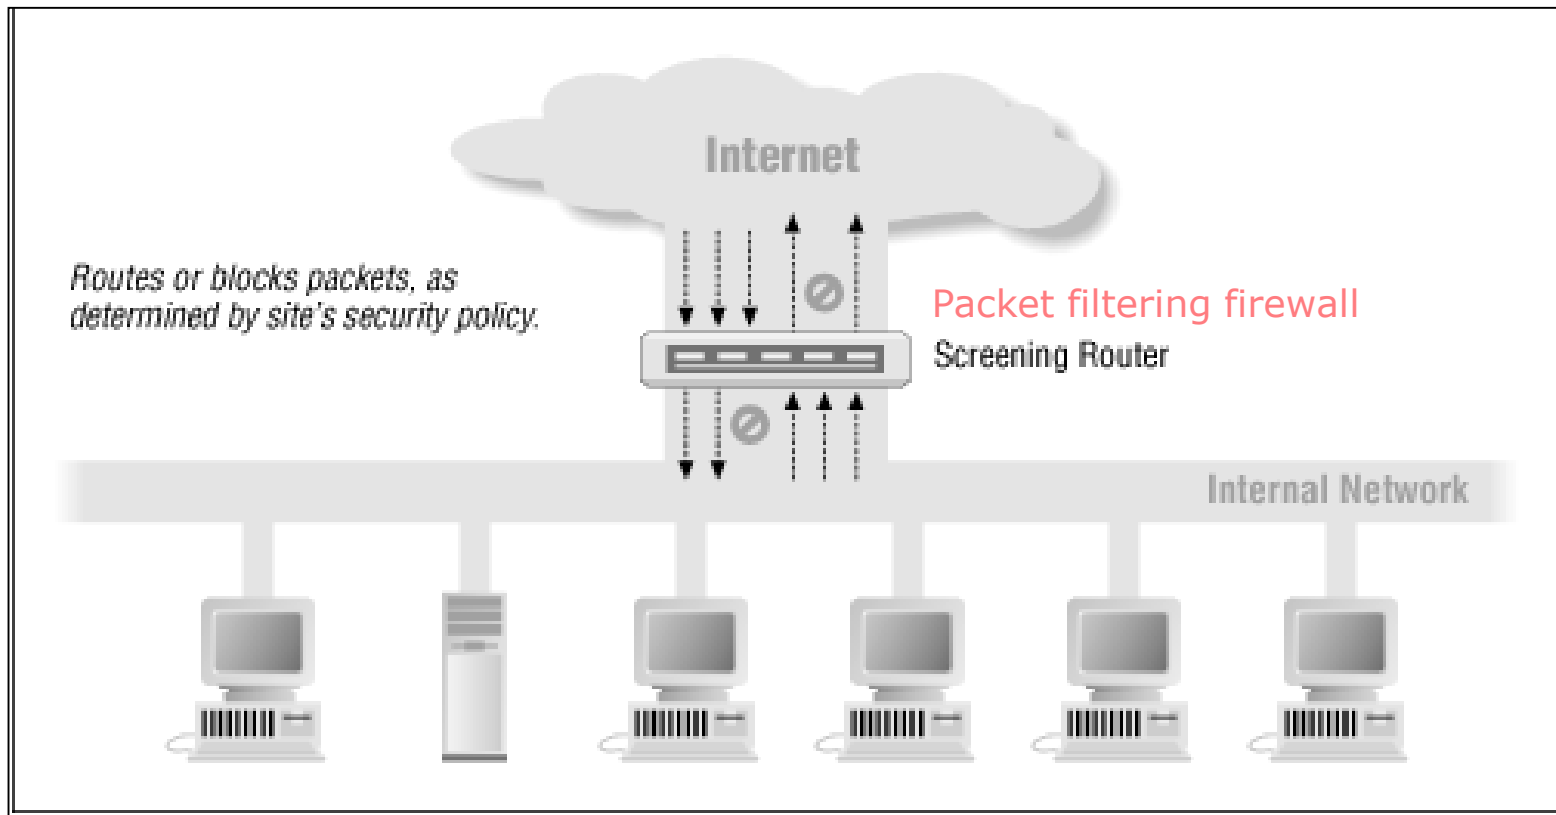 Internet
Routes or blocks packets, as
determined by site's security policy.
Packet filtering firewall
Screening Router
Internal Network